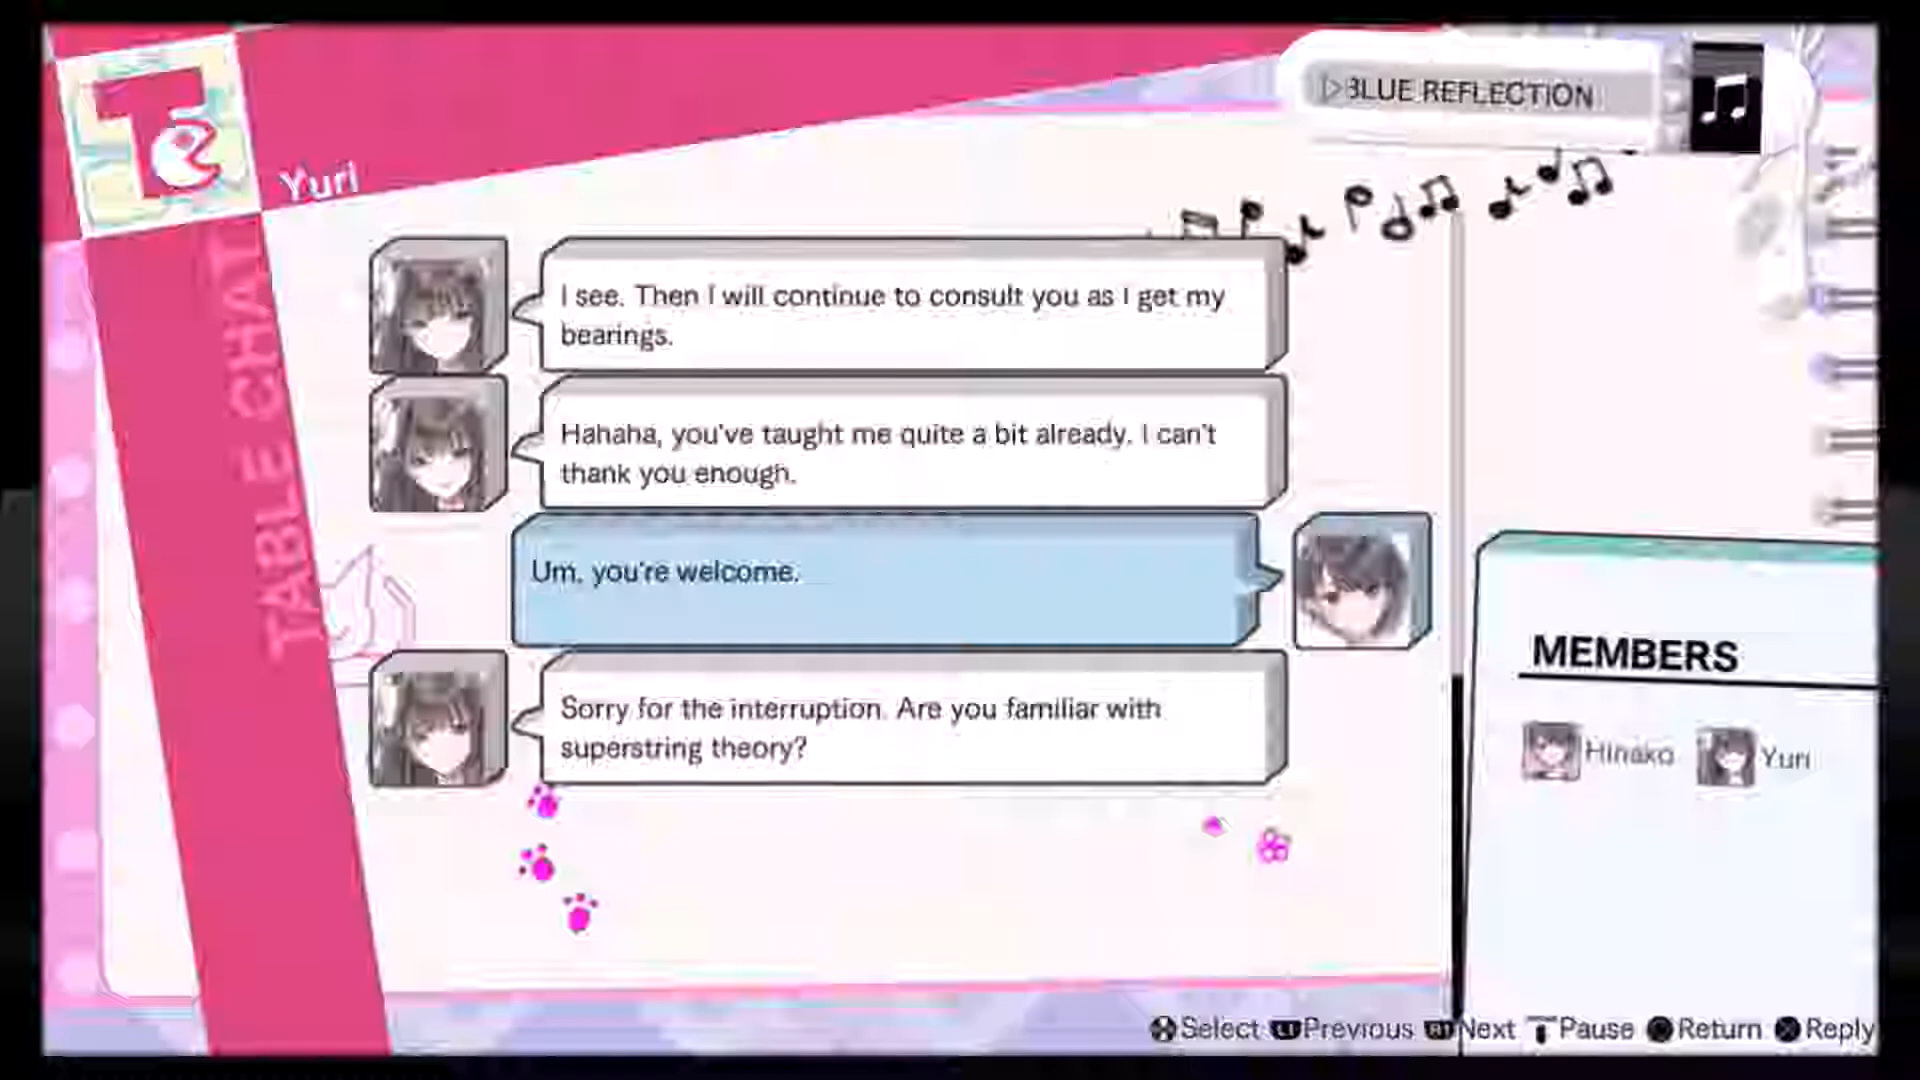 Yuri
▷BLUE REFLECTION
TABLE CHAT
I see. Then I will continue to consult you as I get my
bearings.
Hahaha, you've taught me quite a bit already. I can't
thank you enough.
Um, you're welcome.
Sorry for the interruption. Are you familiar with
superstring theory?
MEMBERS
Hinako Yuri
Select L1 Previous R1 Next Pause Return Reply